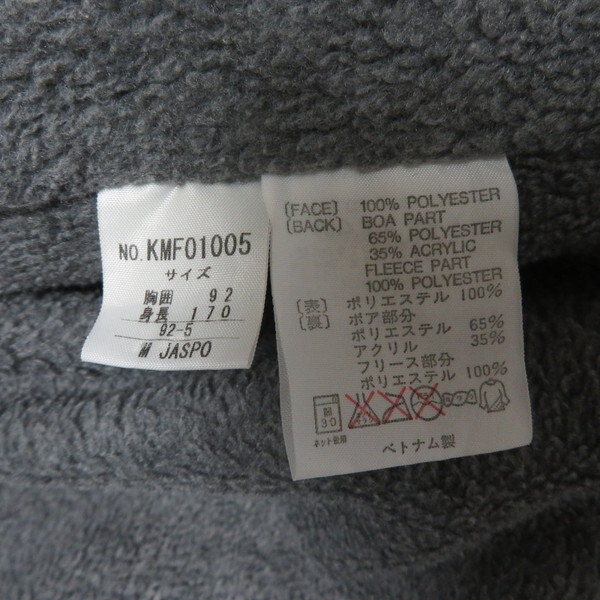 NO.KMF01005
サイズ
胸囲 92
身長 170
92-5
M JASPO
[FACE] 100% POLYESTER
[BACK] BOA PART
65% POLYESTER
35% ACRYLIC
FLEECE PART
100% POLYESTER
[表] ポリエステル 100%
[裏] ボア部分
ポリエステル 65%
アクリル 35%
フリース部分
ポリエステル 100%
30
ネット使用
ベトナム製